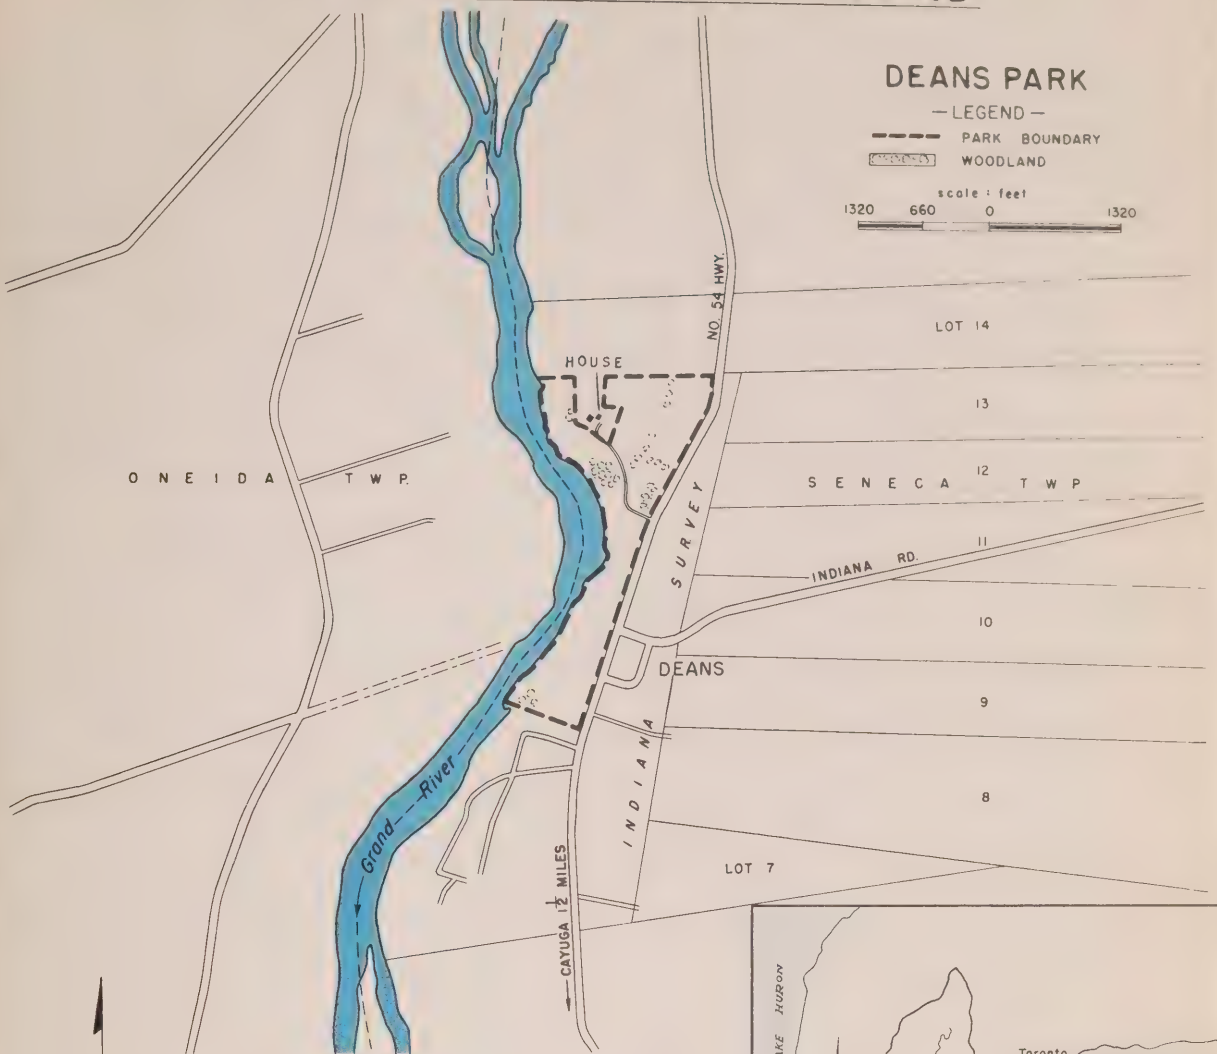 DEANS PARK
— LEGEND —
PARK BOUNDARY
WOODLAND
scale : feet
1320 660 0 1320
NO. 54 HWY.
LOT 14
HOUSE
13
ONEIDA TWP.
12
SENECA TWP
SURVEY
11
INDIANA RD.
10
DEANS
9
INDIANA
8
Grand River
LOT 7
CAYUGA 1½ MILES
HURON
Toronto